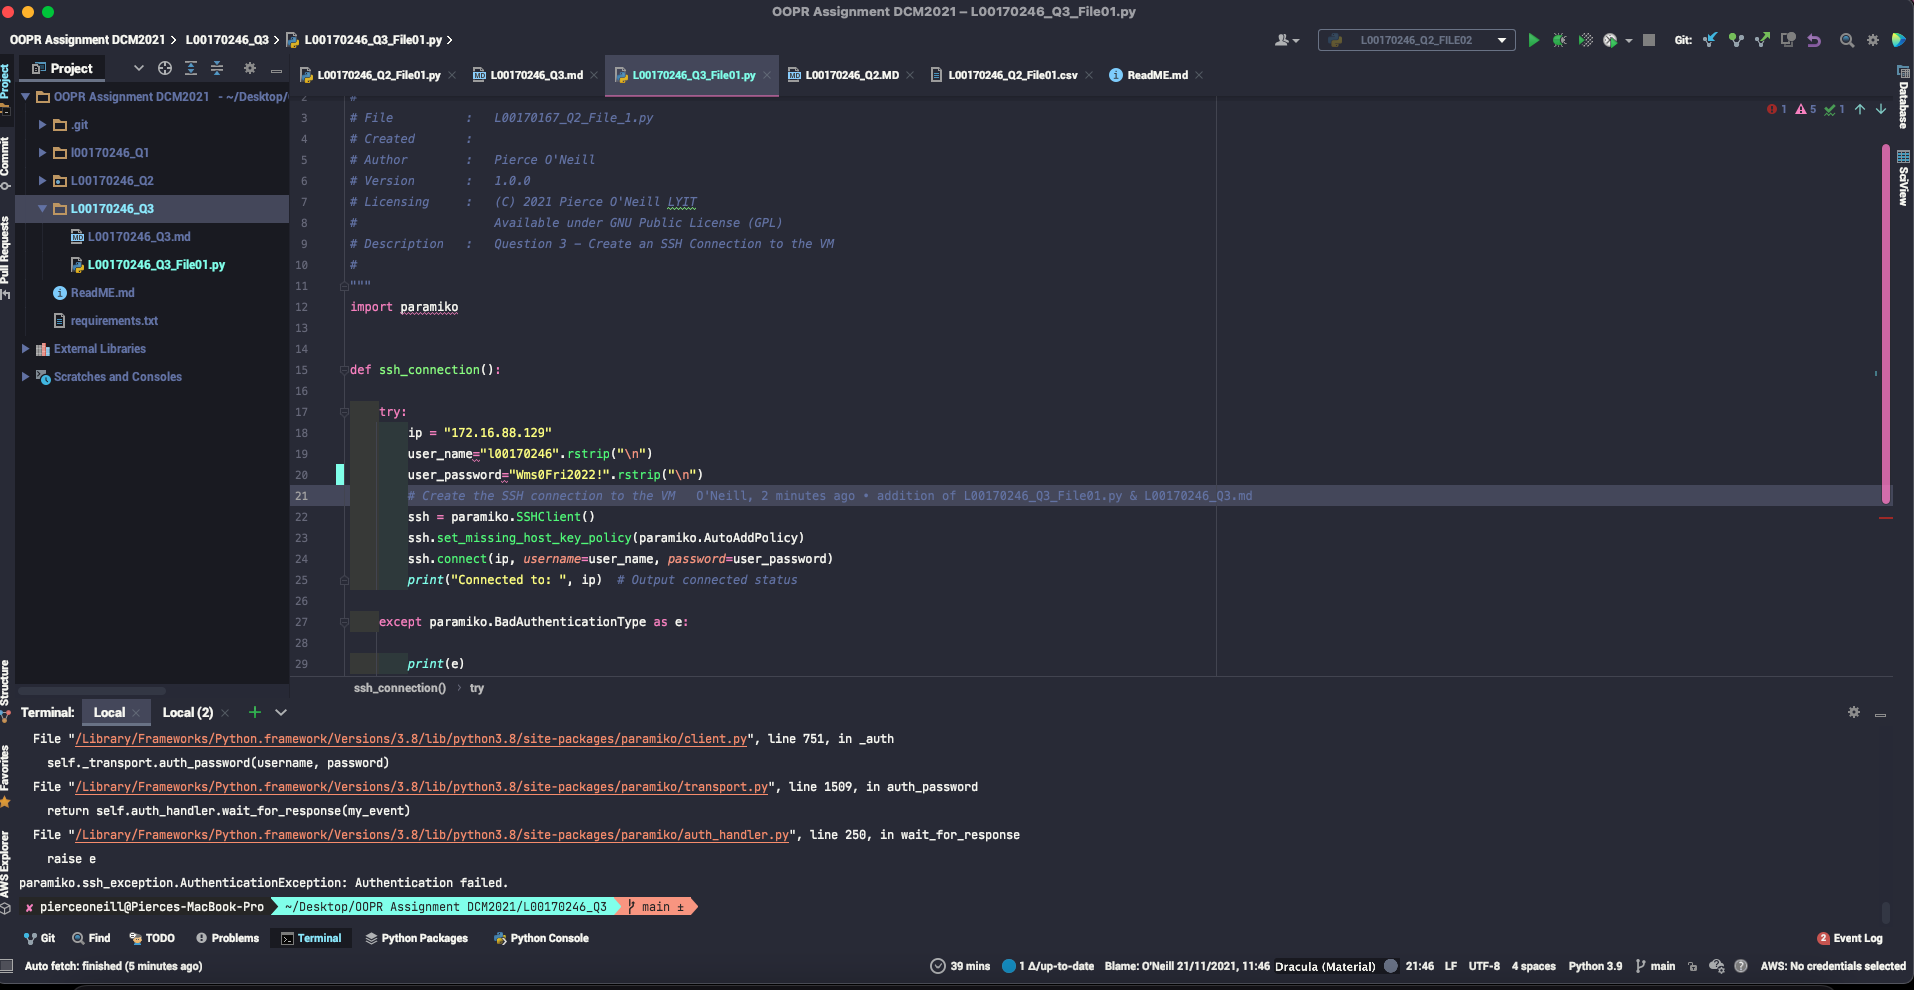 OOPR Assignment DCM2021 – L00170246_Q3_File01.py
OOPR Assignment DCM2021 > L00170246_Q3 > L00170246_Q3_File01.py >
L00170246_Q2_FILE02
Git:
Project
L00170246_Q2_File01.py
L00170246_Q3.md
L00170246_Q3_File01.py
L00170246_Q2.MD
L00170246_Q2_File01.csv
ReadME.md
Project
Commit
Pull Requests
Structure
Favorites
AWS Explorer
Database
SciView
OOPR Assignment DCM2021 - ~/Desktop/
.git
l00170246_Q1
L00170246_Q2
L00170246_Q3
L00170246_Q3.md
L00170246_Q3_File01.py
ReadME.md
requirements.txt
External Libraries
Scratches and Consoles
1 5 1
2 #
3 # File : L00170167_Q2_File_1.py
4 # Created :
5 # Author : Pierce O'Neill
6 # Version : 1.0.0
7 # Licensing : (C) 2021 Pierce O'Neill LYIT
8 # Available under GNU Public License (GPL)
9 # Description : Question 3 - Create an SSH Connection to the VM
10 #
11 """
12 import paramiko
13
14
15 def ssh_connection():
16
17 try:
18 ip = "172.16.88.129"
19 user_name="l00170246".rstrip("\n")
20 user_password="Wms0Fri2022!".rstrip("\n")
21 # Create the SSH connection to the VM O'Neill, 2 minutes ago • addition of L00170246_Q3_File01.py & L00170246_Q3.md
22 ssh = paramiko.SSHClient()
23 ssh.set_missing_host_key_policy(paramiko.AutoAddPolicy)
24 ssh.connect(ip, username=user_name, password=user_password)
25 print("Connected to: ", ip) # Output connected status
26
27 except paramiko.BadAuthenticationType as e:
28
29 print(e)
ssh_connection() > try
Terminal: Local Local (2)
File "/Library/Frameworks/Python.framework/Versions/3.8/lib/python3.8/site-packages/paramiko/client.py", line 751, in _auth
self._transport.auth_password(username, password)
File "/Library/Frameworks/Python.framework/Versions/3.8/lib/python3.8/site-packages/paramiko/transport.py", line 1509, in auth_password
return self.auth_handler.wait_for_response(my_event)
File "/Library/Frameworks/Python.framework/Versions/3.8/lib/python3.8/site-packages/paramiko/auth_handler.py", line 250, in wait_for_response
raise e
paramiko.ssh_exception.AuthenticationException: Authentication failed.
✘ pierceoneill@Pierces-MacBook-Pro ~/Desktop/OOPR Assignment DCM2021/L00170246_Q3 main ±
Git Find TODO Problems Terminal Python Packages Python Console 2 Event Log
Auto fetch: finished (5 minutes ago) 39 mins 1 Δ/up-to-date Blame: O'Neill 21/11/2021, 11:46 Dracula (Material) 21:46 LF UTF-8 4 spaces Python 3.9 main AWS: No credentials selected